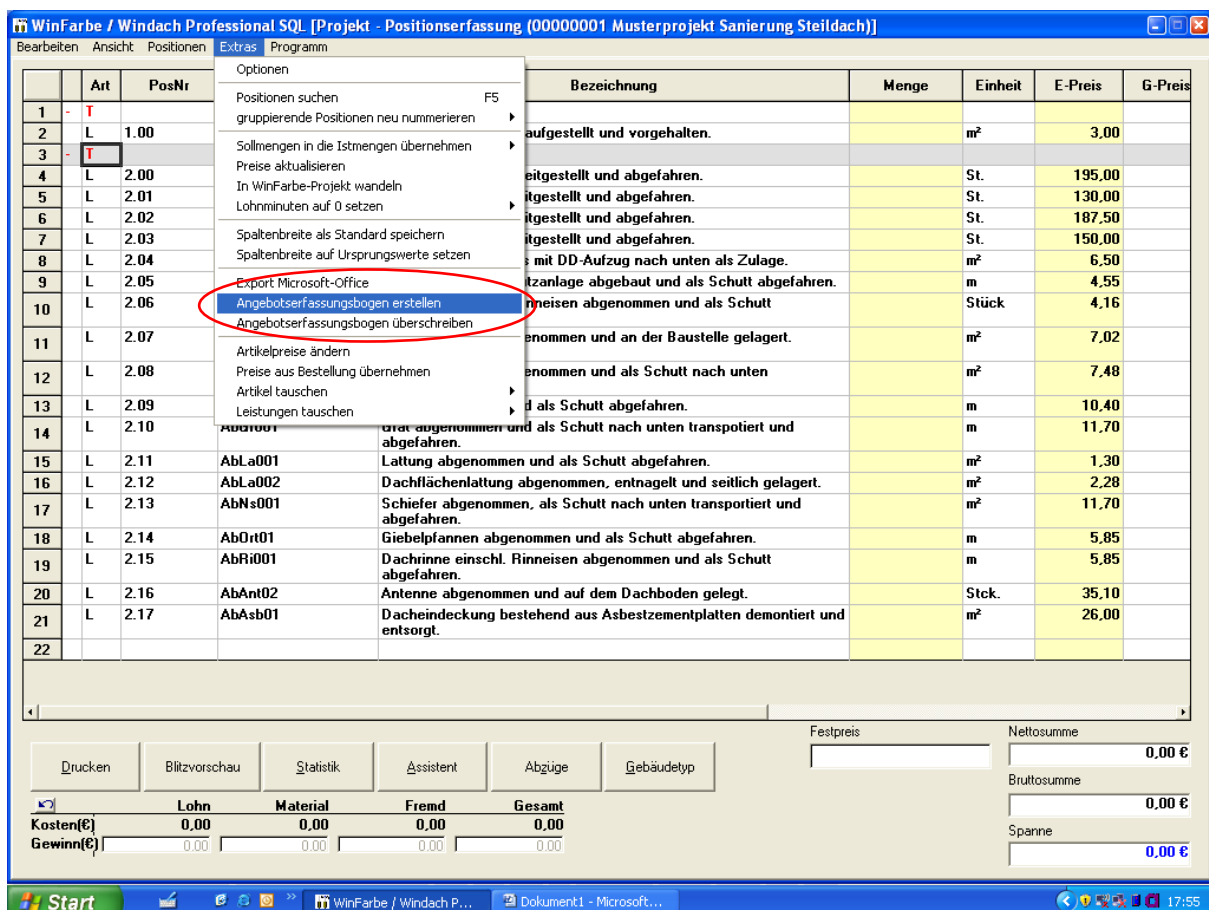 WinFarbe / Windach Professional SQL [Projekt - Positionserfassung (00000001 Musterprojekt Sanierung Steildach)]
Bearbeiten Ansicht Positionen Extras Programm
Optionen
Positionen suchen F5
gruppierende Positionen neu nummerieren
Sollmengen in die Istmengen übernehmen
Preise aktualisieren
In WinFarbe-Projekt wandeln
Lohnminuten auf 0 setzen
Spaltenbreite als Standard speichern
Spaltenbreite auf Ursprungswerte setzen
Export Microsoft-Office
Angebotserfassungsbogen erstellen
Angebotserfassungsbogen überschreiben
Artikelpreise ändern
Preise aus Bestellung übernehmen
Artikel tauschen
Leistungen tauschen
Art PosNr Bezeichnung Menge Einheit E-Preis G-Preis
1 - T
2 L 1.00 aufgestellt und vorgehalten. m² 3,00
3 - T
4 L 2.00 eitgestellt und abgefahren. St. 195,00
5 L 2.01 itgestellt und abgefahren. St. 130,00
6 L 2.02 itgestellt und abgefahren. St. 187,50
7 L 2.03 itgestellt und abgefahren. St. 150,00
8 L 2.04 s mit DD-Aufzug nach unten als Zulage. m² 6,50
9 L 2.05 tzanlage abgebaut und als Schutt abgefahren. m 4,55
10 L 2.06 nneisen abgenommen und als Schutt Stück 4,16
11 L 2.07 enommen und an der Baustelle gelagert. m² 7,02
12 L 2.08 enommen und als Schutt nach unten m² 7,48
13 L 2.09 d als Schutt abgefahren. m 10,40
14 L 2.10 AbGr001 Grat abgenommen und als Schutt nach unten transpotiert und m 11,70
abgefahren.
15 L 2.11 AbLa001 Lattung abgenommen und als Schutt abgefahren. m² 1,30
16 L 2.12 AbLa002 Dachflächenlattung abgenommen, entnagelt und seitlich gelagert. m² 2,28
17 L 2.13 AbNs001 Schiefer abgenommen, als Schutt nach unten transportiert und m² 11,70
abgefahren.
18 L 2.14 AbOrt01 Giebelpfannen abgenommen und als Schutt abgefahren. m 5,85
19 L 2.15 AbRi001 Dachrinne einschl. Rinneisen abgenommen und als Schutt m 5,85
abgefahren.
20 L 2.16 AbAnt02 Antenne abgenommen und auf dem Dachboden gelegt. Stck. 35,10
21 L 2.17 AbAsb01 Dacheindeckung bestehend aus Asbestzementplatten demontiert und m² 26,00
entsorgt.
22
Drucken Blitzvorschau Statistik Assistent Abzüge Gebäudetyp
Festpreis
Nettosumme
0,00 €
Bruttosumme
0,00 €
Spanne
0,00 €
Lohn Material Fremd Gesamt
Kosten(€) 0,00 0,00 0,00 0,00
Gewinn(€) 0.00 0.00 0.00 0.00
Start
WinFarbe / Windach P...
Document1 - Microsoft...
17:55